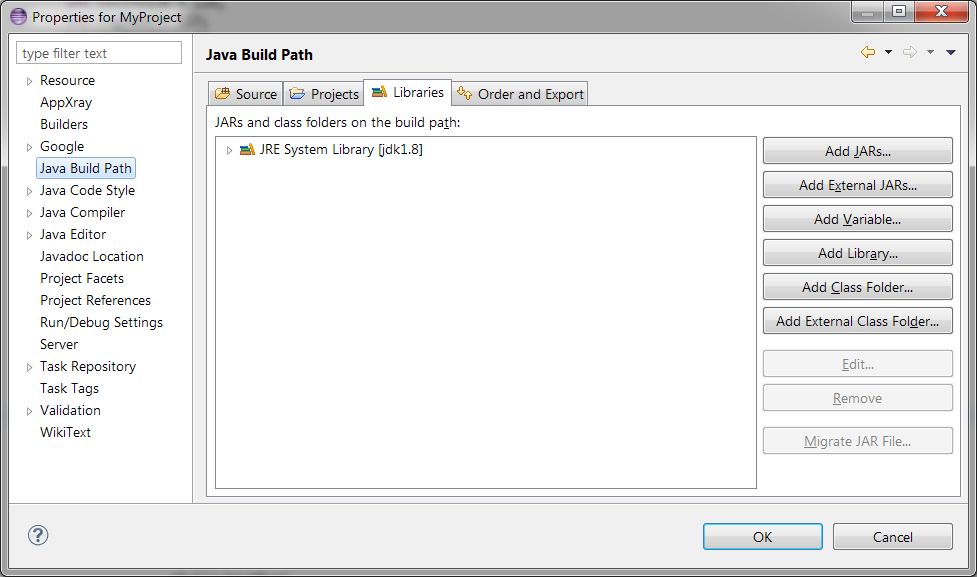 Properties for MyProject
type filter text
Resource
AppXray
Builders
Google
Java Build Path
Java Code Style
Java Compiler
Java Editor
Javadoc Location
Project Facets
Project References
Run/Debug Settings
Server
Task Repository
Task Tags
Validation
WikiText
Java Build Path
Source Projects Libraries Order and Export
JARs and class folders on the build path:
JRE System Library [jdk1.8]
Add JARs...
Add External JARs...
Add Variable...
Add Library...
Add Class Folder...
Add External Class Folder...
Edit...
Remove
Migrate JAR File...
OK Cancel